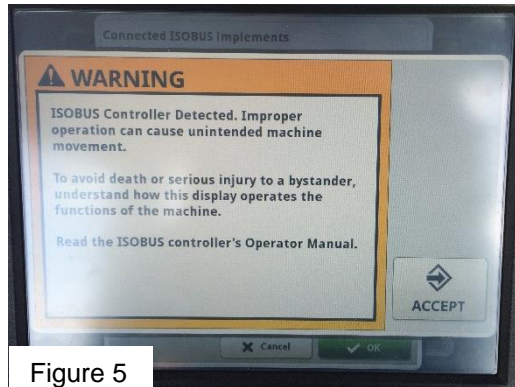 Connected ISOBUS Implements
WARNING
ISOBUS Controller Detected. Improper
operation can cause unintended machine
movement.
To avoid death or serious injury to a bystander,
understand how this display operates the
functions of the machine.
Read the ISOBUS controller's Operator Manual.
ACCEPT
Cancel
OK
Figure 5